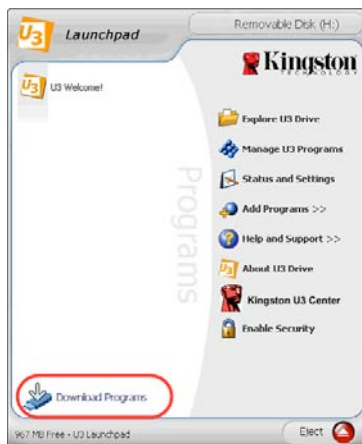 U3 Launchpad
Removable Disk (H:)
Kingston
TECHNOLOGY
U3 U3 Welcome!
Programs
Explore U3 Drive
Manage U3 Programs
Status and Settings
Add Programs >>
Help and Support >>
U3 About U3 Drive
Kingston U3 Center
Enable Security
Download Programs
967 MB Free - U3 Launchpad
Eject